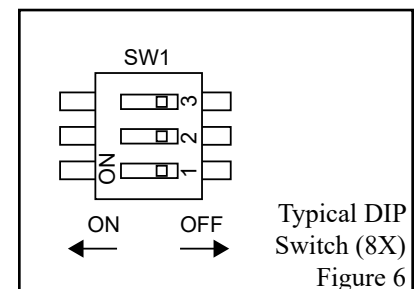 SW1
3
2
1
ON
ON OFF
Typical DIP
Switch (8X)
Figure 6